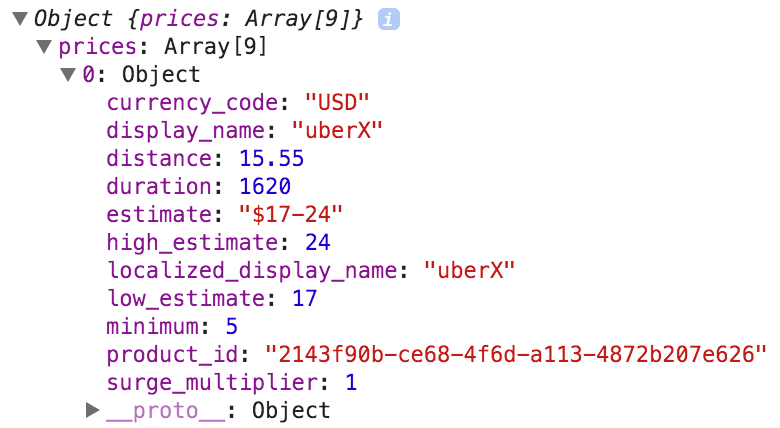 ▼Object {prices: Array[9]} i
▼prices: Array[9]
▼0: Object
currency_code: "USD"
display_name: "uberX"
distance: 15.55
duration: 1620
estimate: "$17-24"
high_estimate: 24
localized_display_name: "uberX"
low_estimate: 17
minimum: 5
product_id: "2143f90b-ce68-4f6d-a113-4872b207e626"
surge_multiplier: 1
▶__proto__: Object